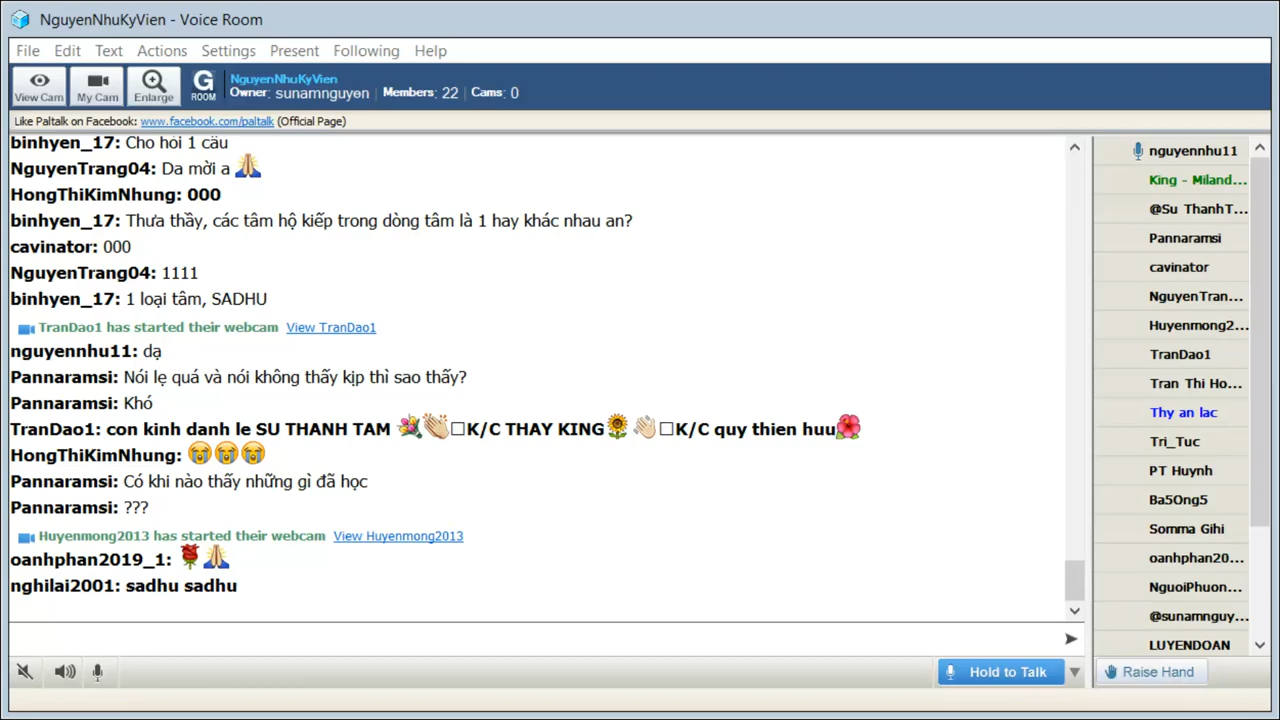 NguyenNhuKyVien - Voice Room
File Edit Text Actions Settings Present Following Help
View Cam My Cam Enlarge G ROOM
NguyenNhuKyVien
Owner: sunamnguyen | Members: 22 | Cams: 0
Like Paltalk on Facebook: www.facebook.com/paltalk (Official Page)
binhyen_17: Cho hỏi 1 câu
NguyenTrang04: Da mời a 🙏
HongThiKimNhung: 000
binhyen_17: Thưa thầy, các tâm hộ kiếp trong dòng tâm là 1 hay khác nhau an?
cavinator: 000
NguyenTrang04: 1111
binhyen_17: 1 loại tâm, SADHU
TranDao1 has started their webcam View TranDao1
nguyennhu11: dạ
Pannaramsi: Nói lẹ quá và nói không thấy kịp thì sao thấy?
Pannaramsi: Khó
TranDao1: con kinh danh le SU THANH TAM 💐👏🏻□K/C THAY KING🌻👏🏻□K/C quy thien huu🌺
HongThiKimNhung: 😭😭😭
Pannaramsi: Có khi nào thấy những gì đã học
Pannaramsi: ???
Huyenmong2013 has started their webcam View Huyenmong2013
oanhphan2019_1: 🌹🙏
nghilai2001: sadhu sadhu
Hold to Talk
nguyennhu11
King - Miland...
@Su ThanhT...
Pannaramsi
cavinator
NguyenTran...
Huyenmong2...
TranDao1
Tran Thi Ho...
Thy an lac
Tri_Tuc
PT Huynh
Ba5Ong5
Somma Gihi
oanhphan20...
NguoiPhuon...
@sunamnguy...
LUYENDOAN
Raise Hand